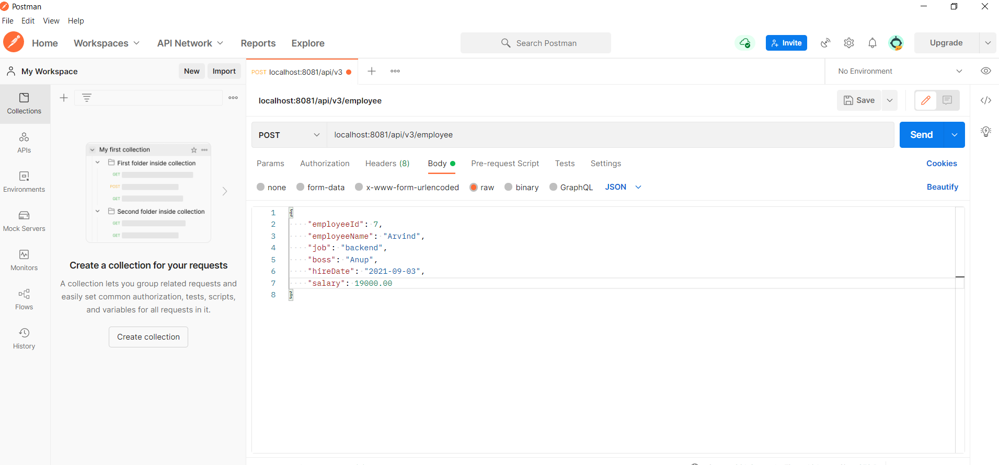 Postman
File Edit View Help
Home Workspaces API Network Reports Explore Search Postman Invite Upgrade
My Workspace New Import POST localhost:8081/api/v3 No Environment
localhost:8081/api/v3/employee Save
Collections
APIs
Environments
Mock Servers
Monitors
Flows
History
My first collection
First folder inside collection
GET
POST
GET
Second folder inside collection
GET
GET
Create a collection for your requests
A collection lets you group related requests and
easily set common authorization, tests, scripts,
and variables for all requests in it.
Create collection
POST localhost:8081/api/v3/employee Send
Params Authorization Headers (8) Body Pre-request Script Tests Settings Cookies
none form-data x-www-form-urlencoded raw binary GraphQL JSON Beautify
1 {
2 "employeeId": 7,
3 "employeeName": "Arvind",
4 "job": "backend",
5 "boss": "Anup",
6 "hireDate": "2021-09-03",
7 "salary": 19000.00
8 }